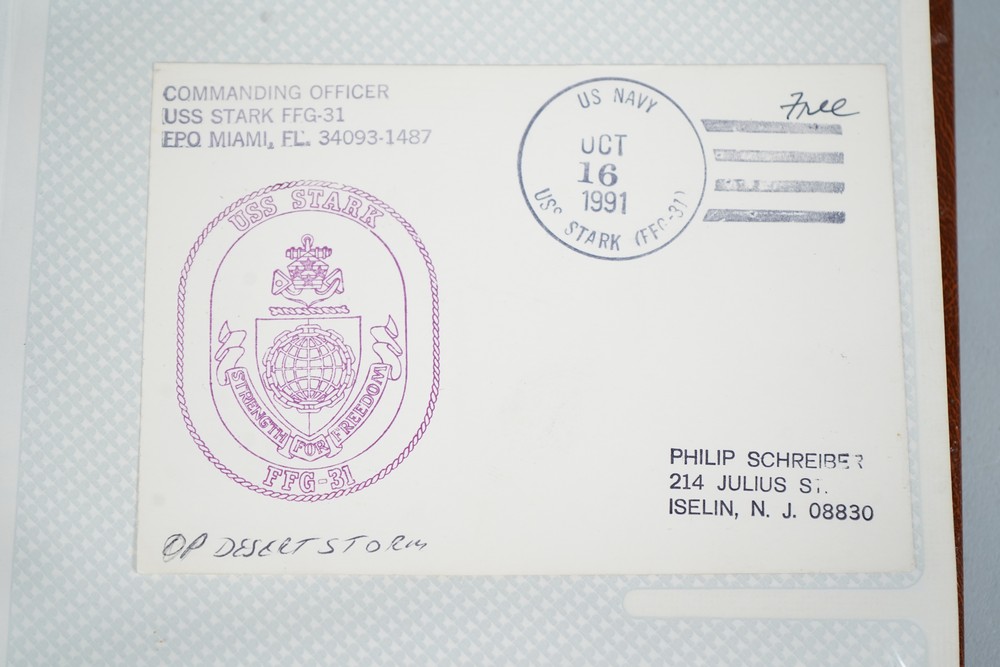 COMMANDING OFFICER
USS STARK FFG-31
FPO MIAMI, FL. 34093-1487
US NAVY
OCT
16
1991
USS STARK (FFG-31)
Free
USS STARK
STRENGTH FOR FREEDOM
FFG-31
PHILIP SCHREIBER
214 JULIUS ST.
ISELIN, N. J. 08830
OP DESERT STORM